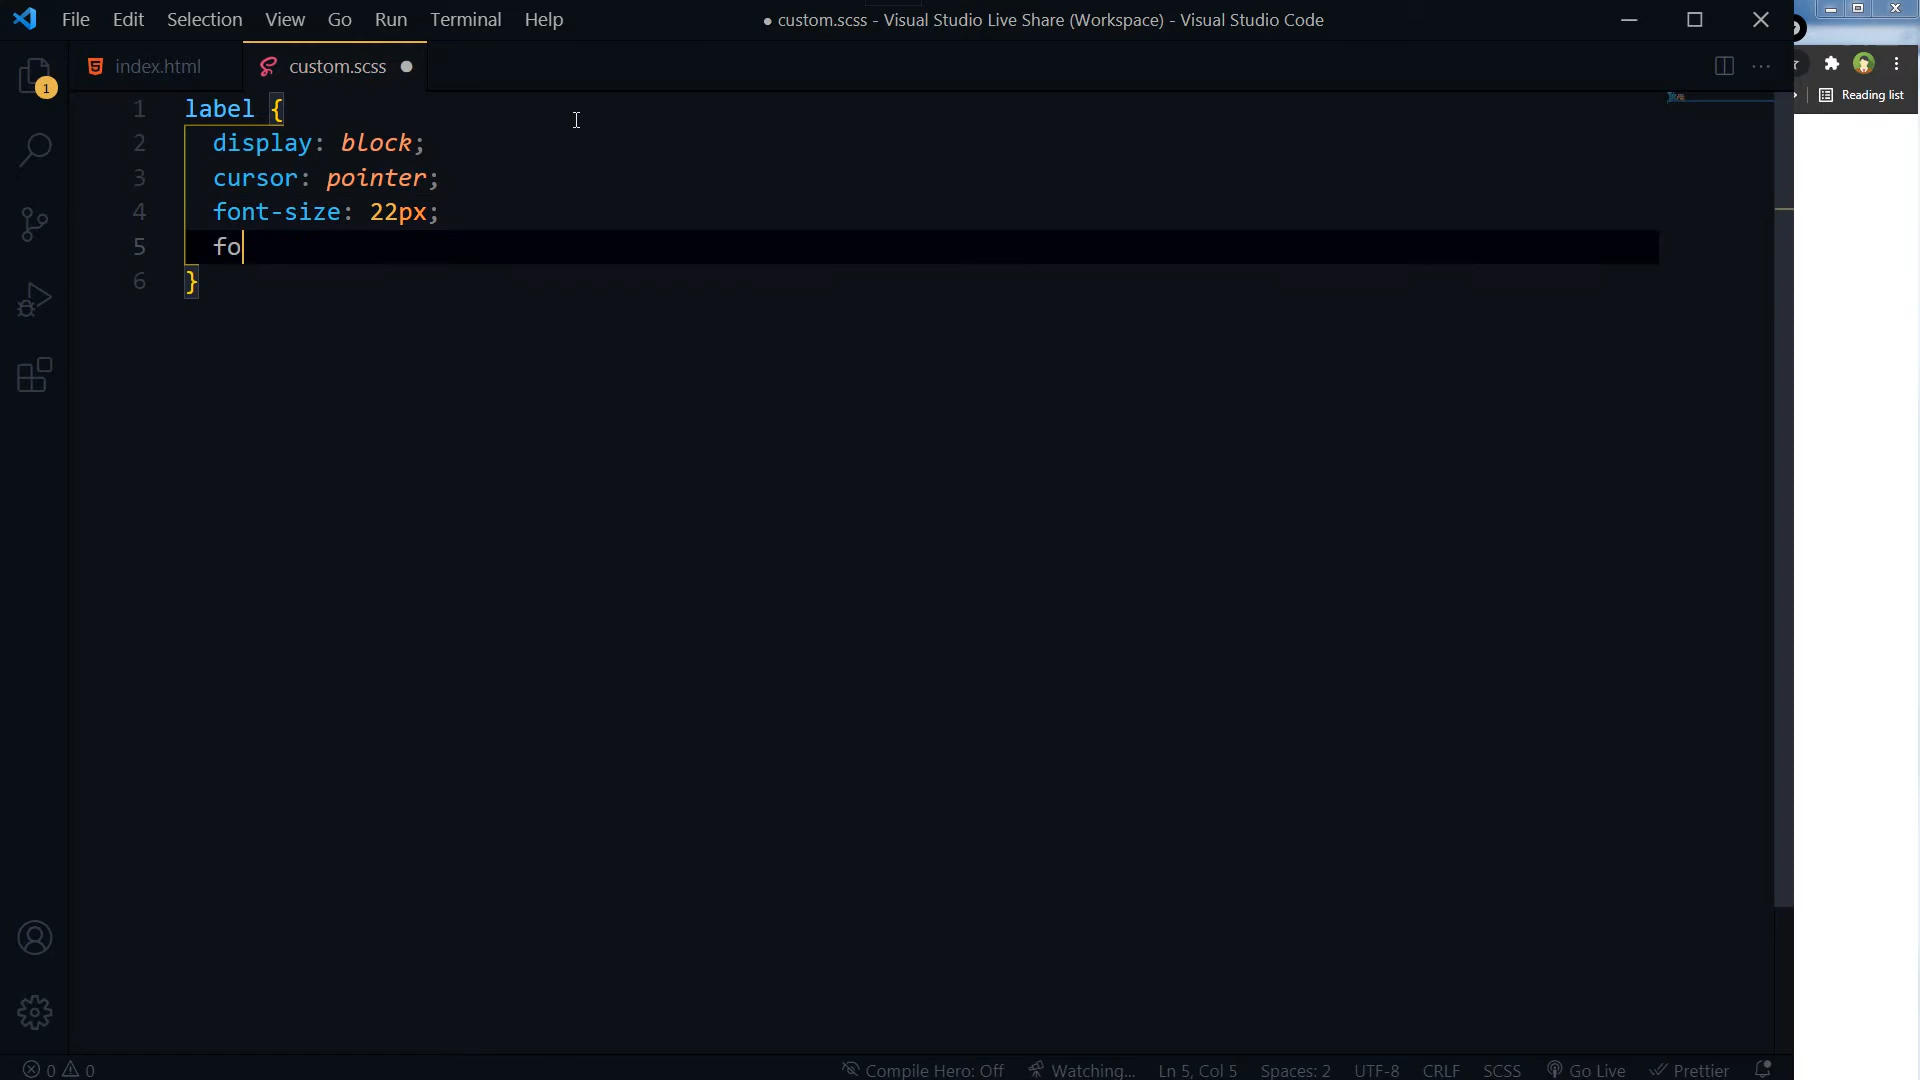 File Edit Selection View Go Run Terminal Help
● custom.scss - Visual Studio Live Share (Workspace) - Visual Studio Code
index.html
custom.scss
Reading list
1
1 label {
2 display: block;
3 cursor: pointer;
4 font-size: 22px;
5 fo
6 }
0 0
Compile Hero: Off
Watching...
Ln 5, Col 5
Spaces: 2
UTF-8
CRLF
SCSS
Go Live
Prettier